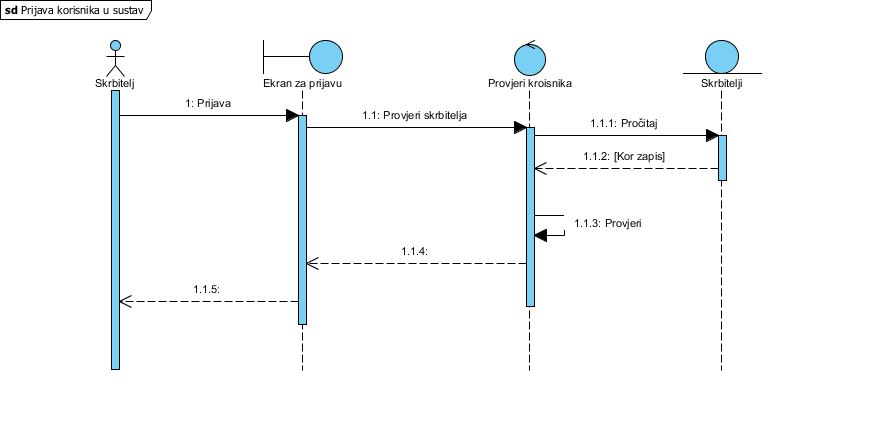 sd Prijava korisnika u sustav
Skrbitelj
Ekran za prijavu
Provjeri kroisnika
Skrbitelji
1: Prijava
1.1: Provjeri skrbitelja
1.1.1: Pročitaj
1.1.2: [Kor zapis]
1.1.3: Provjeri
1.1.4:
1.1.5: